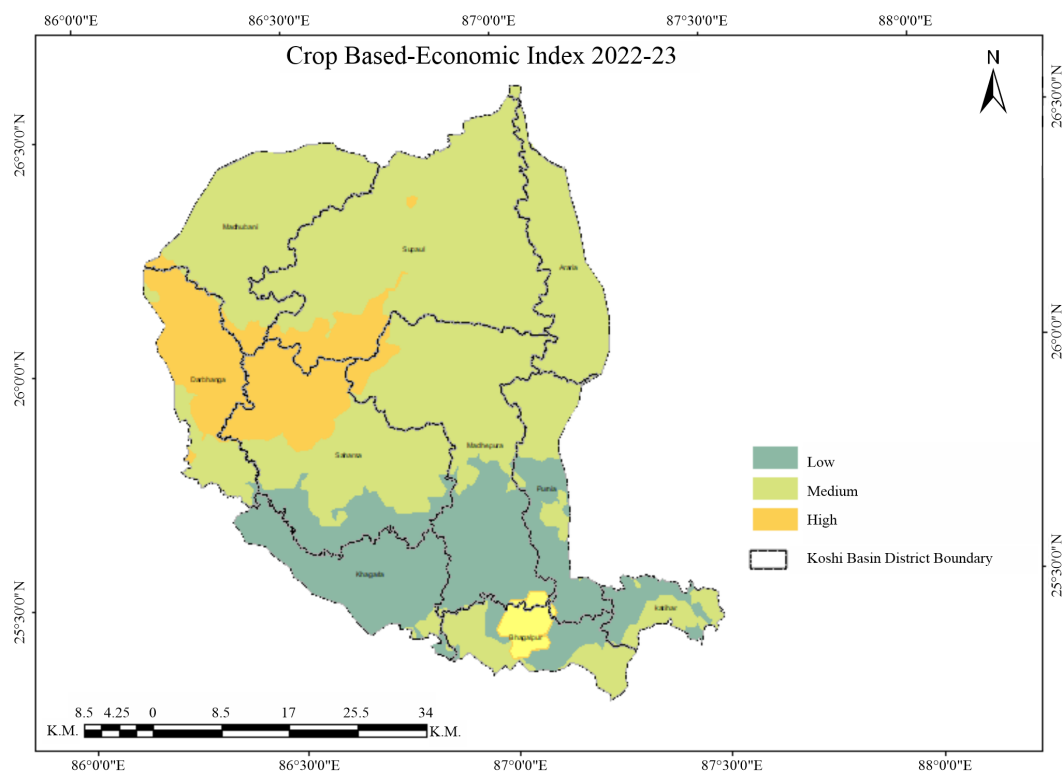 86°0'0"E 86°30'0"E 87°0'0"E 87°30'0"E 88°0'0"E
Crop Based-Economic Index 2022-23
N
26°30'0"N
26°30'0"N
Madhubani
Supaul
Araria
26°0'0"N
26°0'0"N
Darbhanga
Madhepura
Saharsa
Low
Purnia
Medium
High
Koshi Basin District Boundary
Khagaria
25°30'0"N
25°30'0"N
katihar
Bhagalpur
8.5 4.25 0 8.5 17 25.5 34
K.M. K.M.
86°0'0"E 86°30'0"E 87°0'0"E 87°30'0"E 88°0'0"E